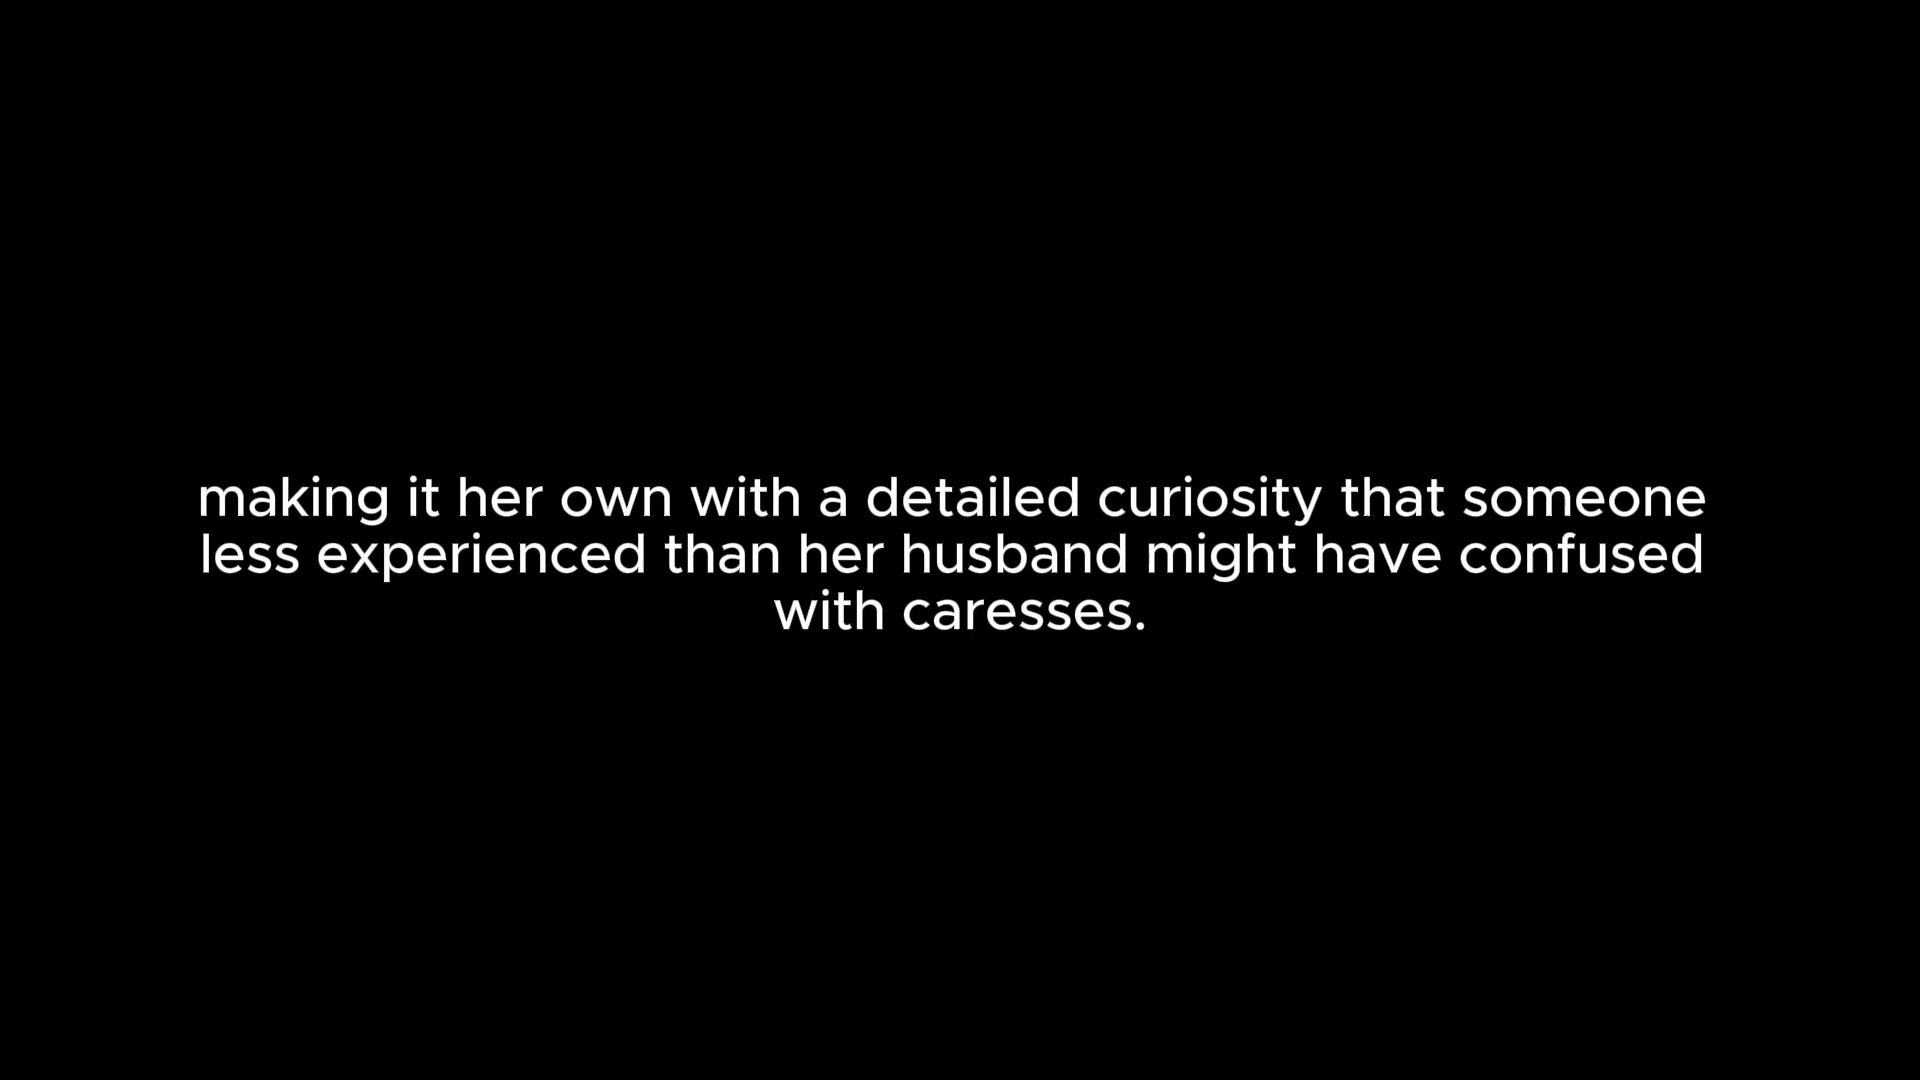 making it her own with a detailed curiosity that someone
less experienced than her husband might have confused
with caresses.